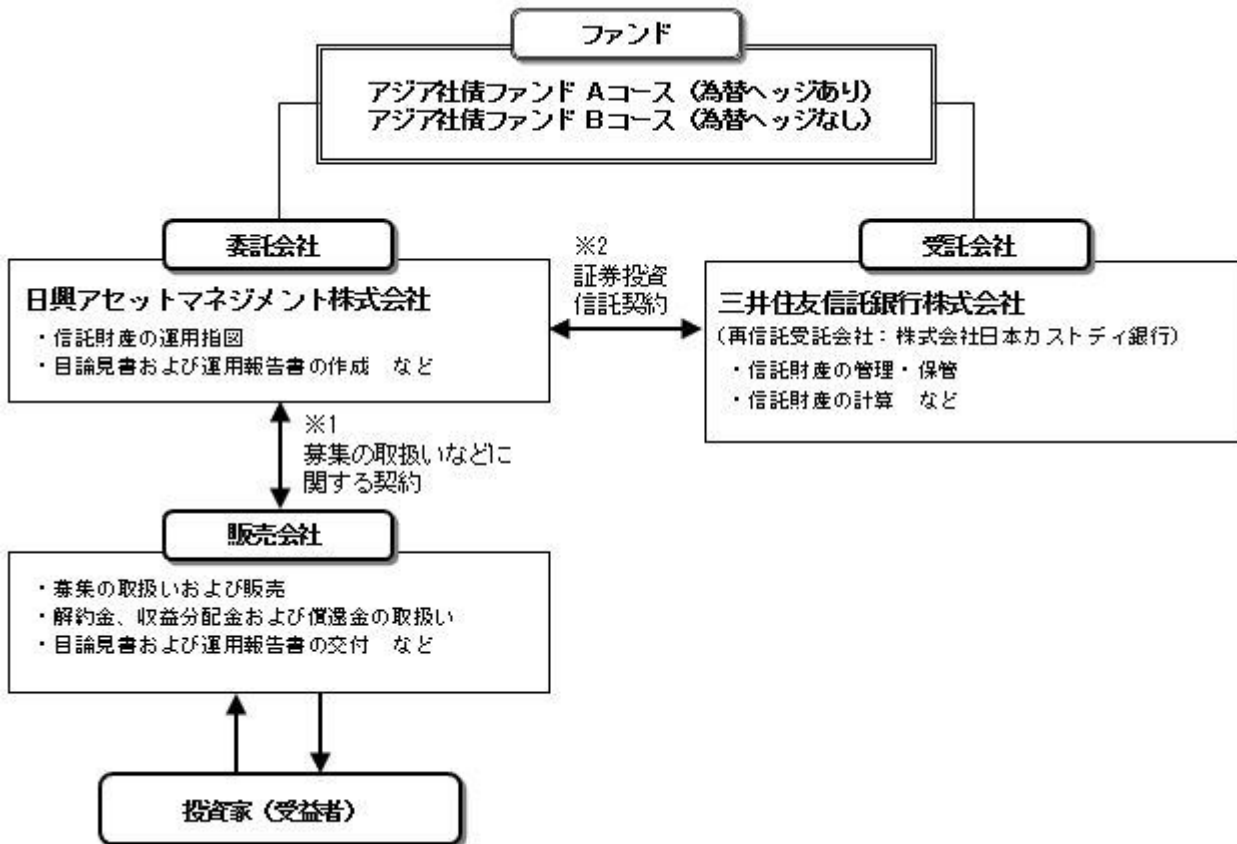 ファンド
アジア社債ファンド Aコース（為替ヘッジあり）
アジア社債ファンド Bコース（為替ヘッジなし）
委託会社
日興アセットマネジメント株式会社
・信託財産の運用指図
・目論見書および運用報告書の作成　など
※2
証券投資
信託契約
受託会社
三井住友信託銀行株式会社
（再信託受託会社：株式会社日本カストディ銀行）
・信託財産の管理・保管
・信託財産の計算　など
※1
募集の取扱いなどに
関する契約
販売会社
・募集の取扱いおよび販売
・解約金、収益分配金および償還金の取扱い
・目論見書および運用報告書の交付　など
投資家（受益者）